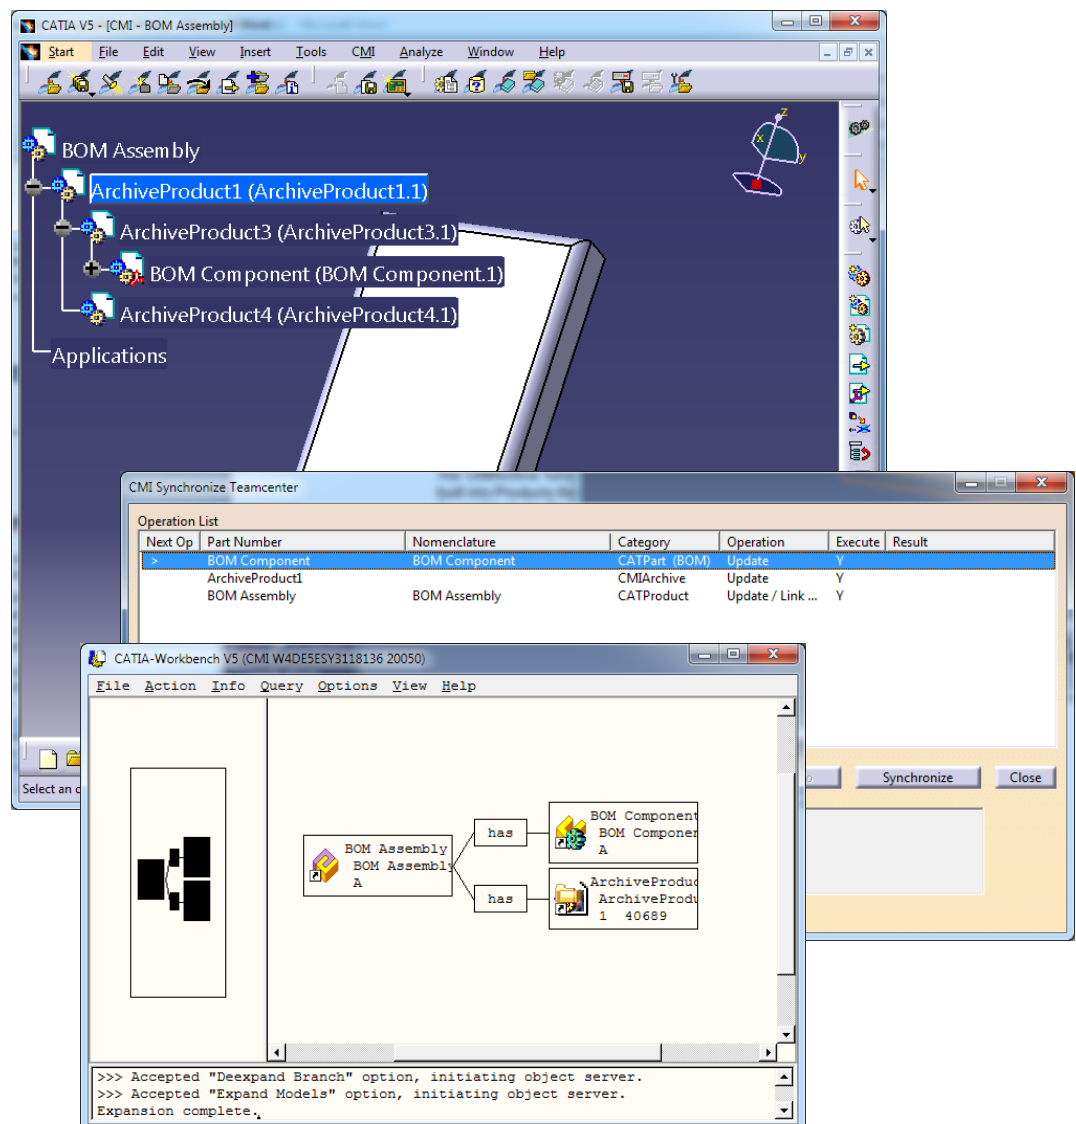 CATIA V5 - [CMI - BOM Assembly]
Start File Edit View Insert Tools CMI Analyze Window Help
z
x
y
BOM Assembly
ArchiveProduct1 (ArchiveProduct1.1)
ArchiveProduct3 (ArchiveProduct3.1)
BOM Component (BOM Component.1)
ArchiveProduct4 (ArchiveProduct4.1)
Applications
Select an
CMI Synchronize Teamcenter
Operation List
Next Op Part Number Nomenclature Category Operation Execute Result
> BOM Component BOM Component CATPart (BOM) Update Y
ArchiveProduct1 CMIArchive Update Y
BOM Assembly BOM Assembly CATProduct Update / Link ... Y
Synchronize Close
CATIA-Workbench V5 (CMI W4DE5ESY3118136 20050)
File Action Info Query Options View Help
BOM Assembly
BOM Assembly
A
has
BOM Component
BOM Componer
A
has
ArchiveProduc
ArchiveProdu
1 40689
>>> Accepted "Deexpand Branch" option, initiating object server.
>>> Accepted "Expand Models" option, initiating object server.
Expansion complete.